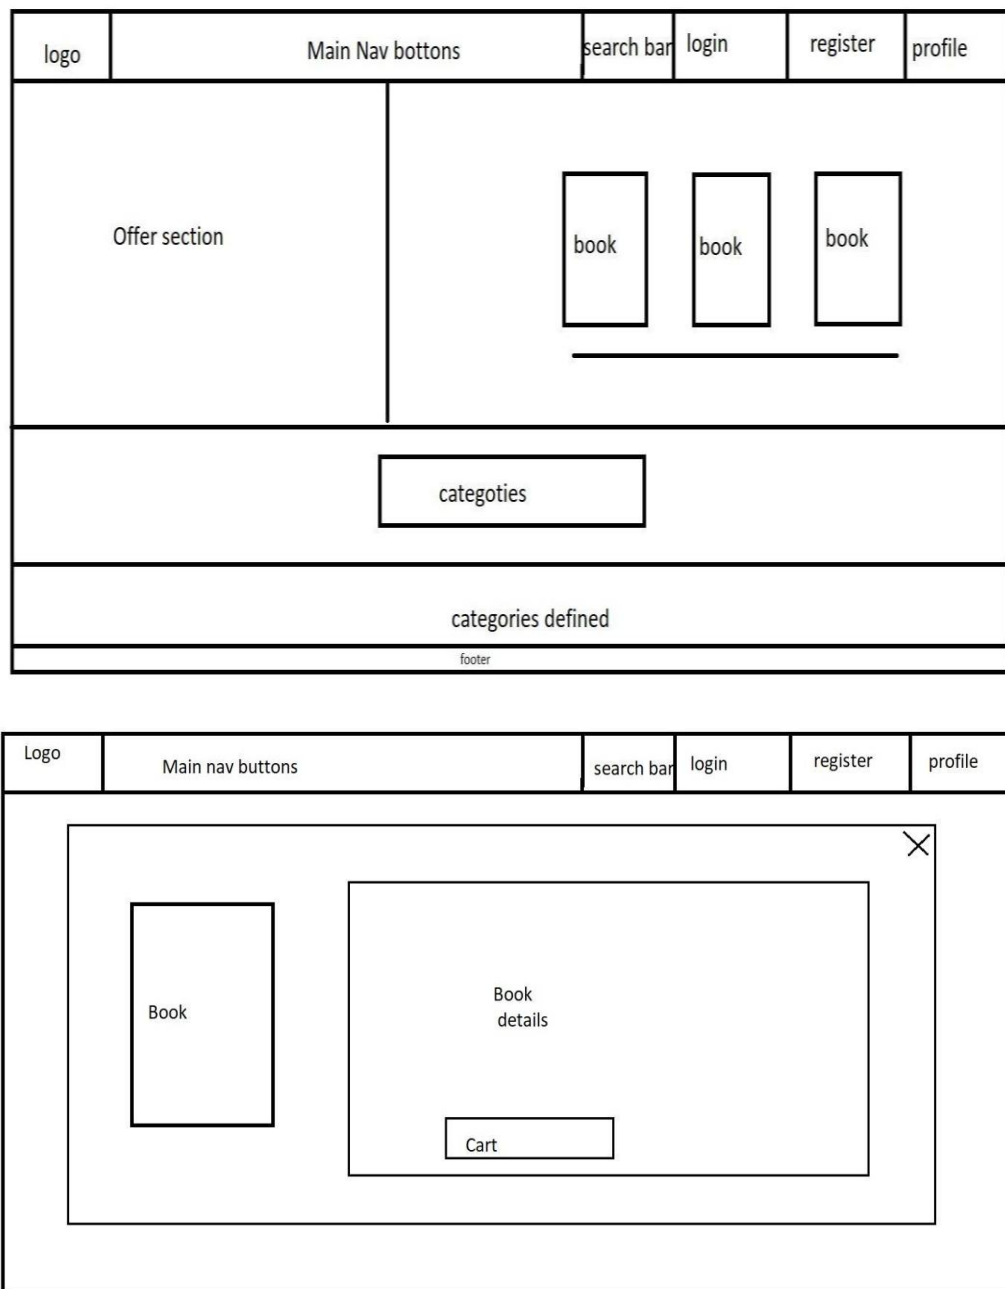 logo
Main Nav bottons
search bar
login
register
profile
Offer section
book
book
book
categoties
categories defined
footer
Logo
Main nav buttons
search bar
login
register
profile
Book
Book
details
Cart